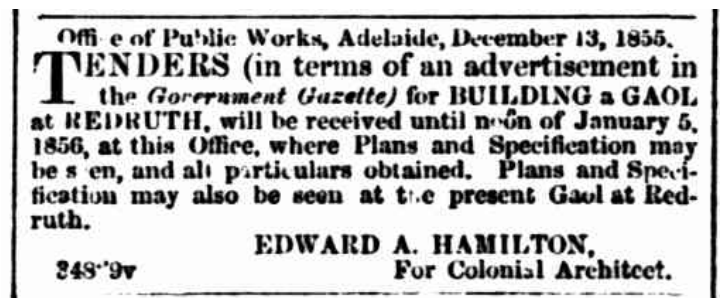 Office of Public Works, Adelaide, December 13, 1855.
TENDERS (in terms of an advertisement in
the Government Gazette) for BUILDING a GAOL
at REDRUTH, will be received until noon of January 5,
1856, at this Office, where Plans and Specification may
be seen, and all particulars obtained. Plans and Speci-
fication may also be seen at the present Gaol at Red-
ruth.
EDWARD A. HAMILTON,
For Colonial Architect.